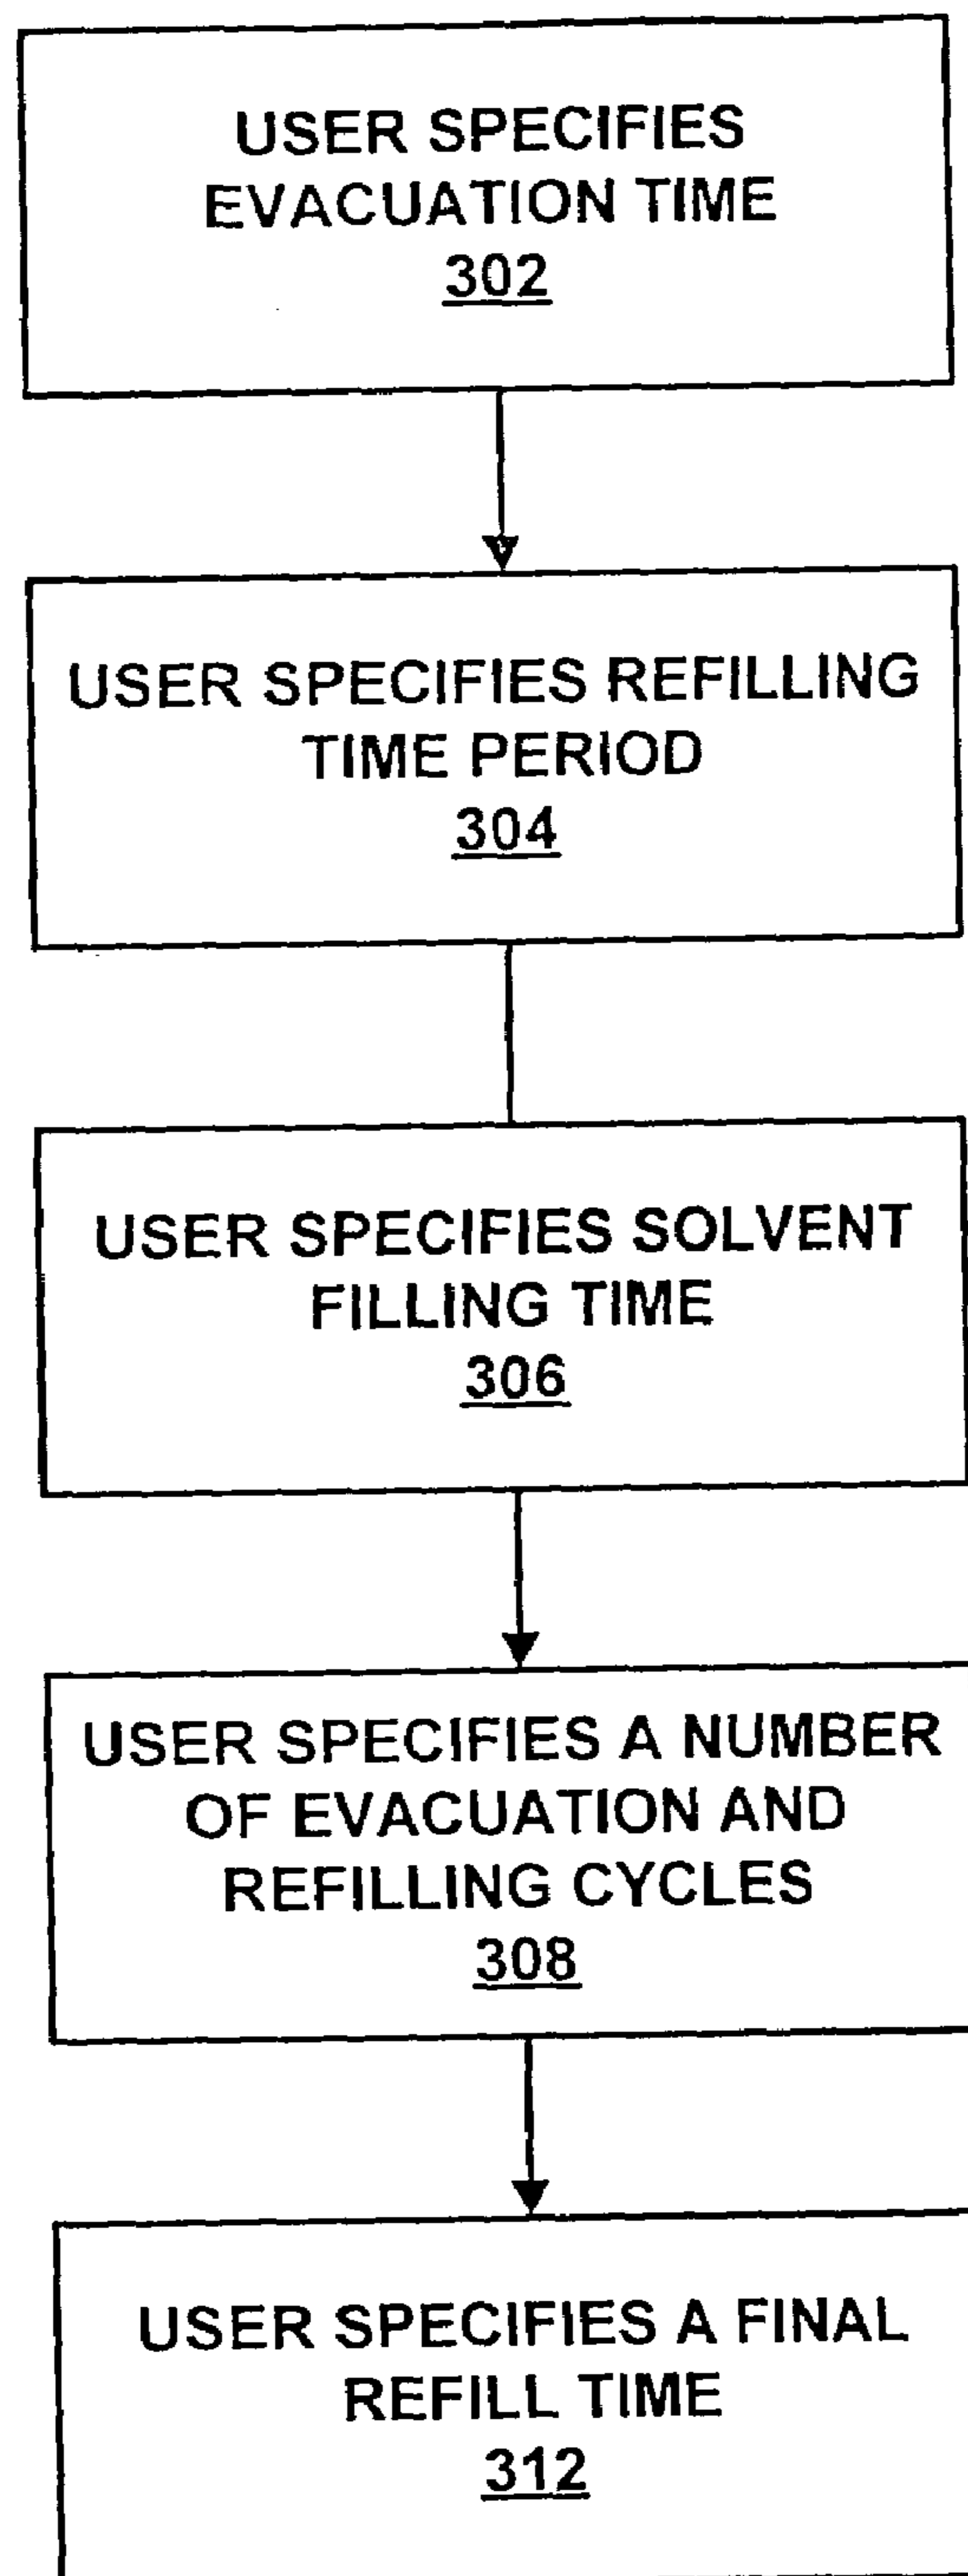 USER SPECIFIES
EVACUATION TIME
302
USER SPECIFIES REFILLING
TIME PERIOD
304
USER SPECIFIES SOLVENT
FILLING TIME
306
USER SPECIFIES A NUMBER
OF EVACUATION AND
REFILLING CYCLES
308
USER SPECIFIES A FINAL
REFILL TIME
312